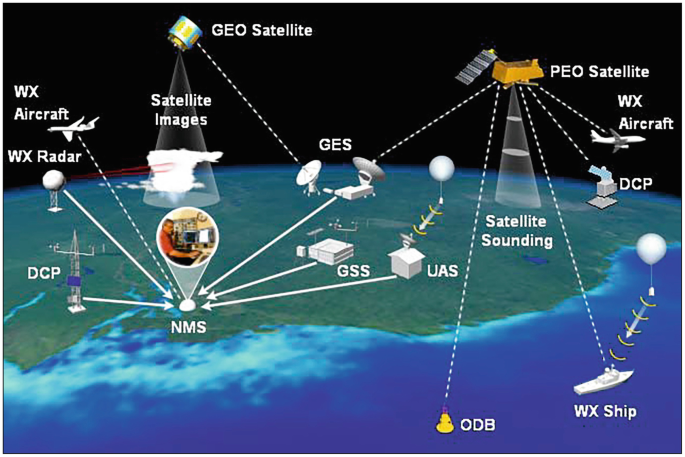 GEO Satellite
PEO Satellite
WX
Aircraft
Satellite
Images
WX
Aircraft
WX Radar
GES
DCP
Satellite
Sounding
DCP
GSS
UAS
NMS
WX Ship
ODB